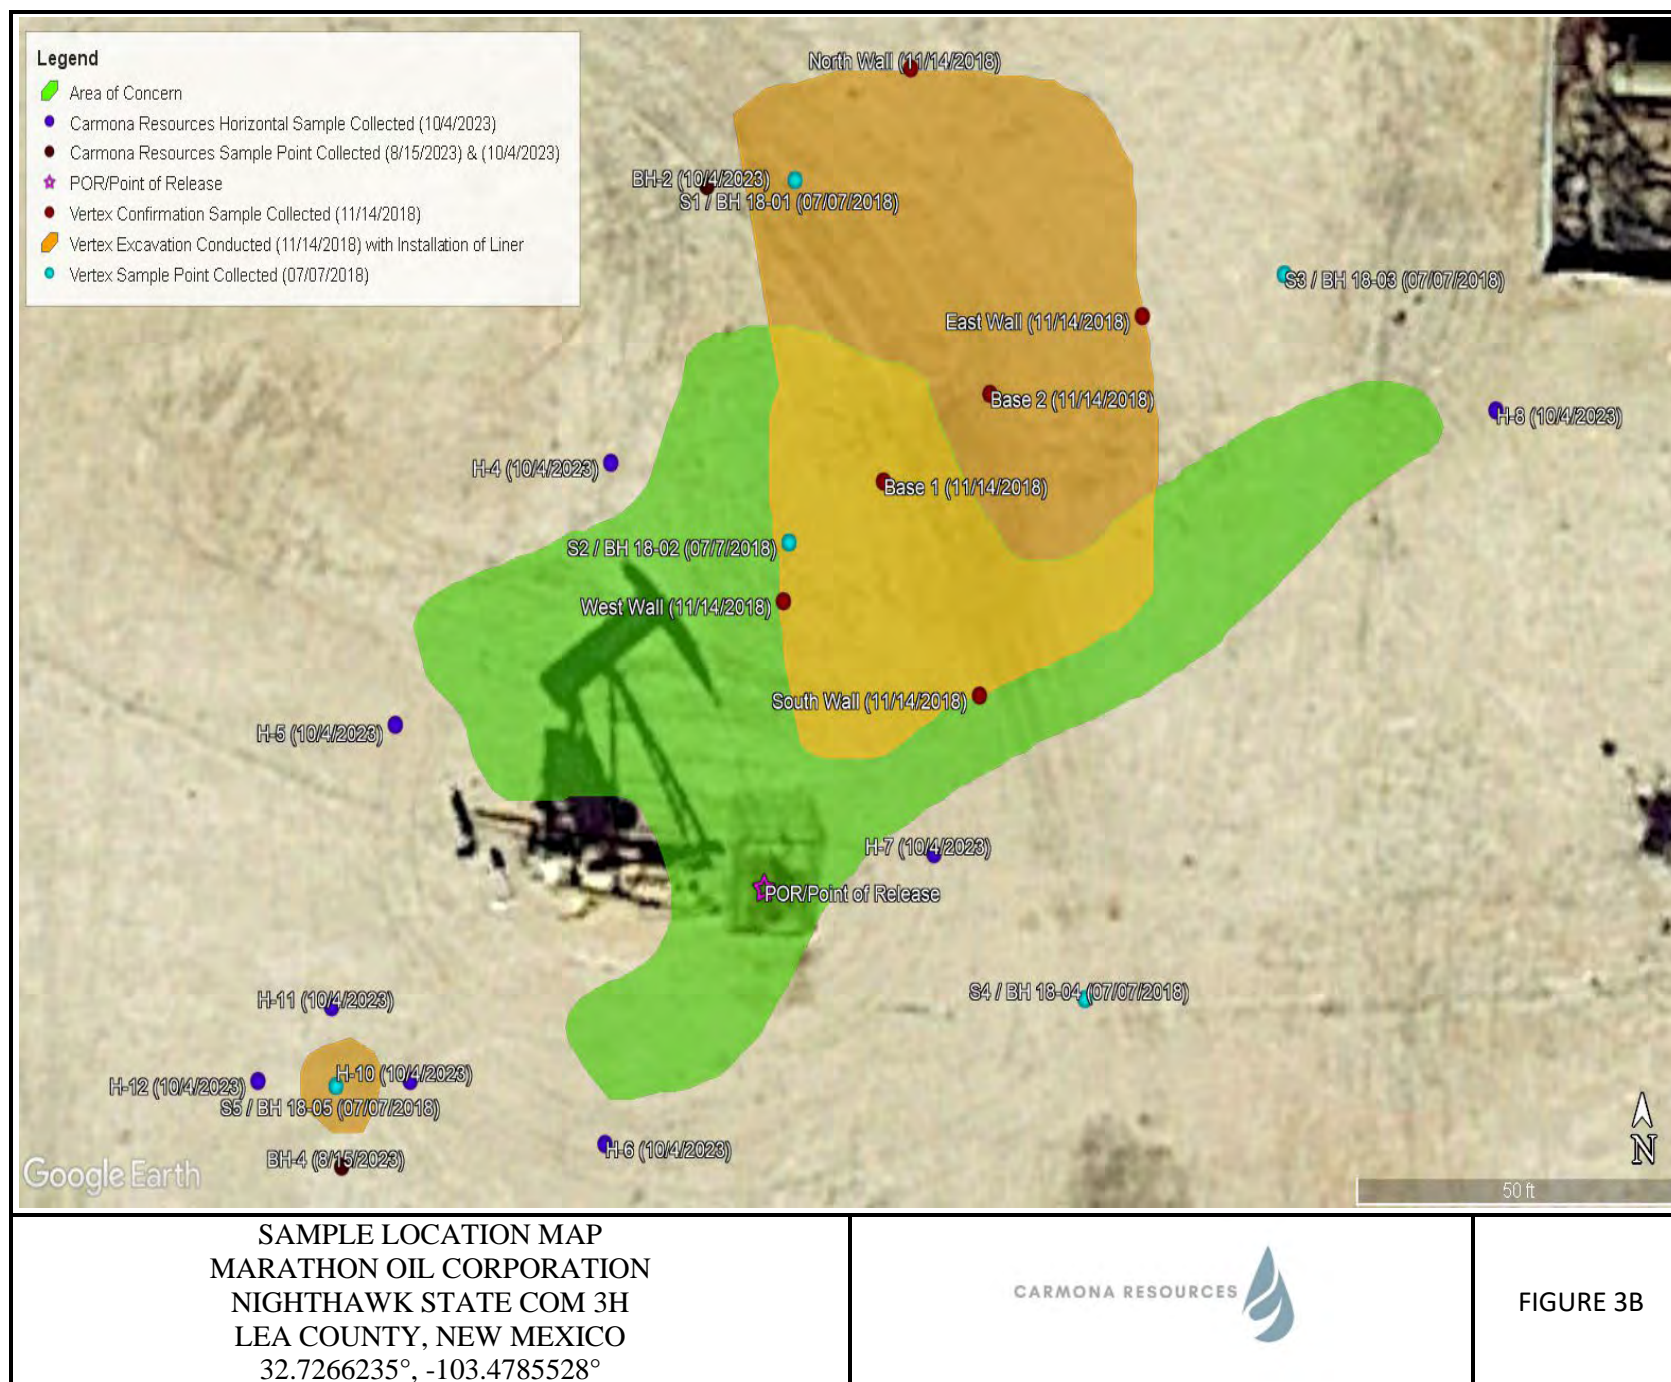 Legend
Area of Concern
Carmona Resources Horizontal Sample Collected (10/4/2023)
Carmona Resources Sample Point Collected (8/15/2023) & (10/4/2023)
POR/Point of Release
Vertex Confirmation Sample Collected (11/14/2018)
Vertex Excavation Conducted (11/14/2018) with Installation of Liner
Vertex Sample Point Collected (07/07/2018)
North Wall (11/14/2018)
BH-2 (10/4/2023)
S1 / BH 18-01 (07/07/2018)
S3 / BH 18-03 (07/07/2018)
East Wall (11/14/2018)
Base 2 (11/14/2018)
H-8 (10/4/2023)
H-4 (10/4/2023)
Base 1 (11/14/2018)
S2 / BH 18-02 (07/7/2018)
West Wall (11/14/2018)
South Wall (11/14/2018)
H-5 (10/4/2023)
H-7 (10/4/2023)
POR/Point of Release
S4 / BH 18-04 (07/07/2018)
H-11 (10/4/2023)
H-10 (10/4/2023)
H-12 (10/4/2023)
S5 / BH 18-05 (07/07/2018)
H-6 (10/4/2023)
BH-4 (8/15/2023)
Google Earth
N
50 ft
SAMPLE LOCATION MAP
MARATHON OIL CORPORATION
NIGHTHAWK STATE COM 3H
LEA COUNTY, NEW MEXICO
32.7266235°, -103.4785528°
CARMONA RESOURCES
FIGURE 3B